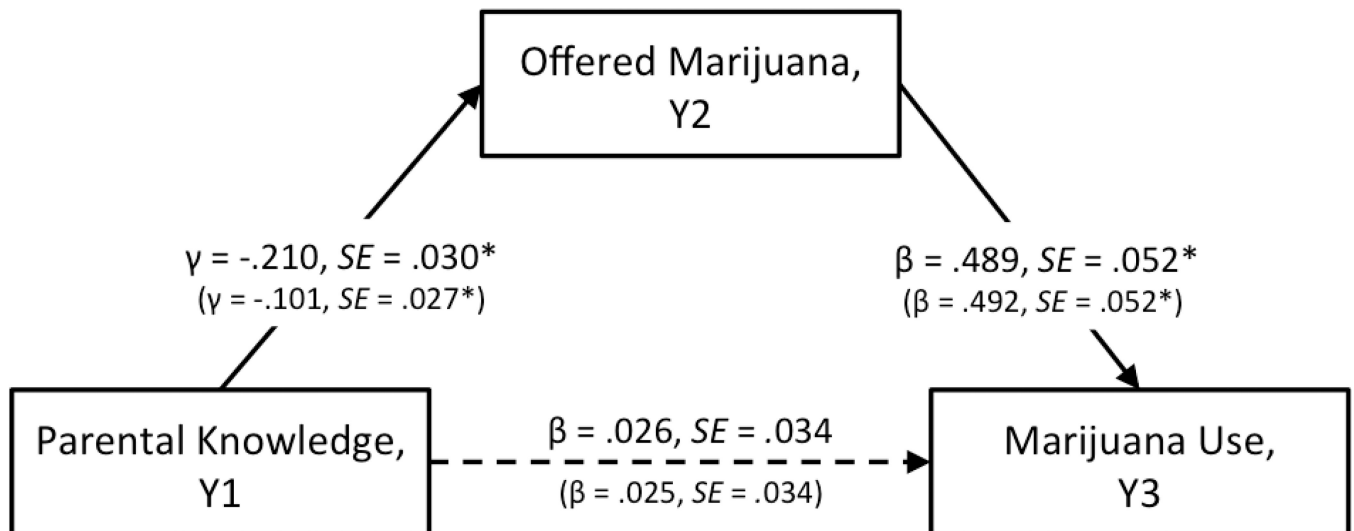 Offered Marijuana,
Y2
γ = -.210, SE = .030*
(γ = -.101, SE = .027*)
β = .489, SE = .052*
(β = .492, SE = .052*)
Parental Knowledge,
Y1
β = .026, SE = .034
(β = .025, SE = .034)
Marijuana Use,
Y3